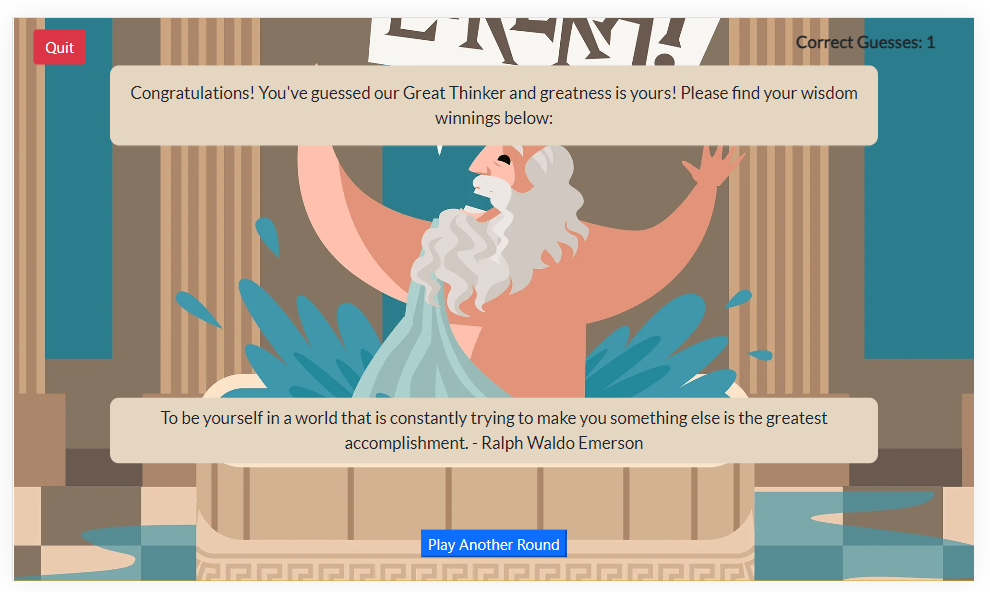 Quit
Correct Guesses: 1
Congratulations! You've guessed our Great Thinker and greatness is yours! Please find your wisdom
winnings below:
To be yourself in a world that is constantly trying to make you something else is the greatest
accomplishment. - Ralph Waldo Emerson
Play Another Round